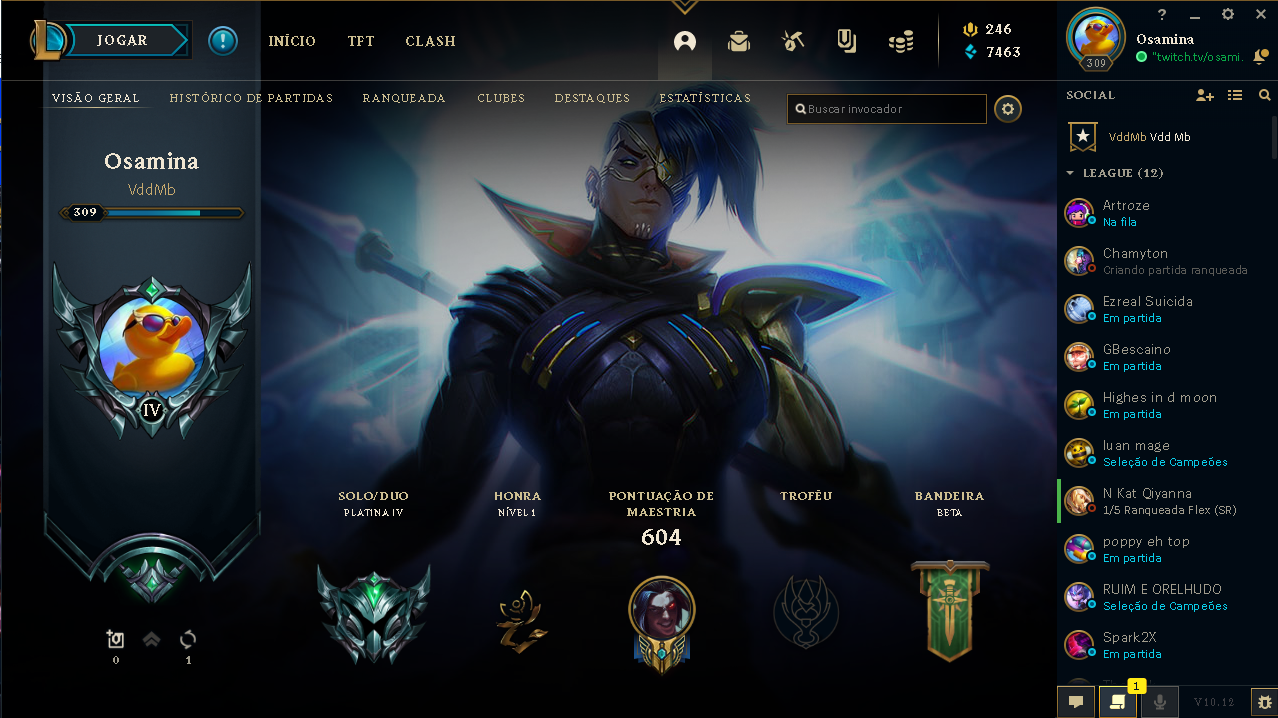 JOGAR
INÍCIO
TFT
CLASH
246
7463
309
Osamina
"twitch.tv/osami.
VISÃO GERAL
HISTÓRICO DE PARTIDAS
RANQUEADA
CLUBES
DESTAQUES
ESTATÍSTICAS
Buscar invocador
SOCIAL
VddMb Vdd Mb
LEAGUE (12)
Osamina
VddMb
309
IV
Artroze
Na fila
Chamyton
Criando partida ranqueada
Ezreal Suicida
Em partida
GBescaino
Em partida
Highes in d moon
Em partida
luan mage
Seleção de Campeões
N Kat Qiyanna
1/5 Ranqueada Flex (SR)
poppy eh top
Em partida
RUIM E ORELHUDO
Seleção de Campeões
Spark2X
Em partida
SOLO/DUO
PLATINA IV
HONRA
NÍVEL 1
PONTUAÇÃO DE
MAESTRIA
604
TROFÉU
BANDEIRA
BETA
0
1
1
V10.12